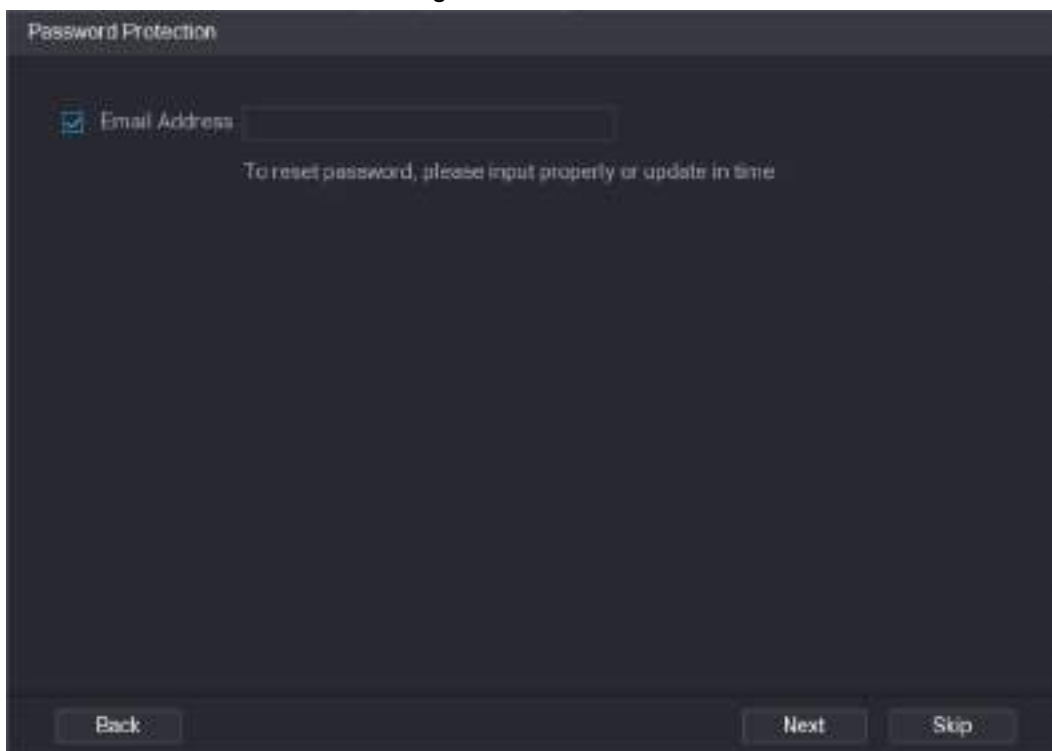 Password Protection
Email Address
To reset password, please input properly or update in time
Back Next Skip